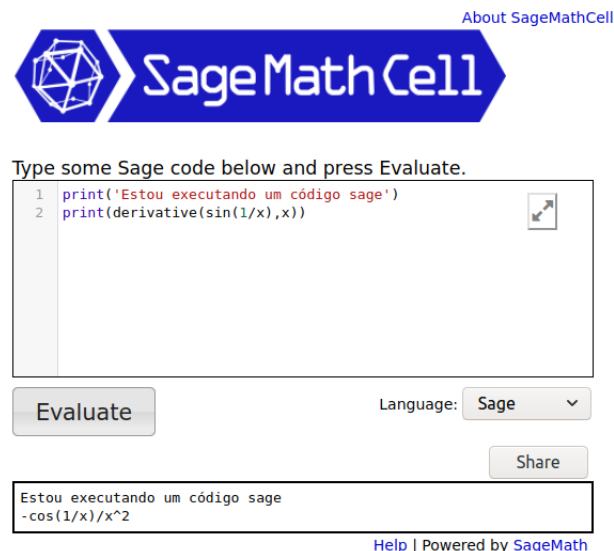 About SageMathCell
SageMathCell
Type some Sage code below and press Evaluate.
1 print('Estou executando um código sage')
2 print(derivative(sin(1/x),x))
Evaluate
Language: Sage
Share
Estou executando um código sage
-cos(1/x)/x^2
Help | Powered by SageMath